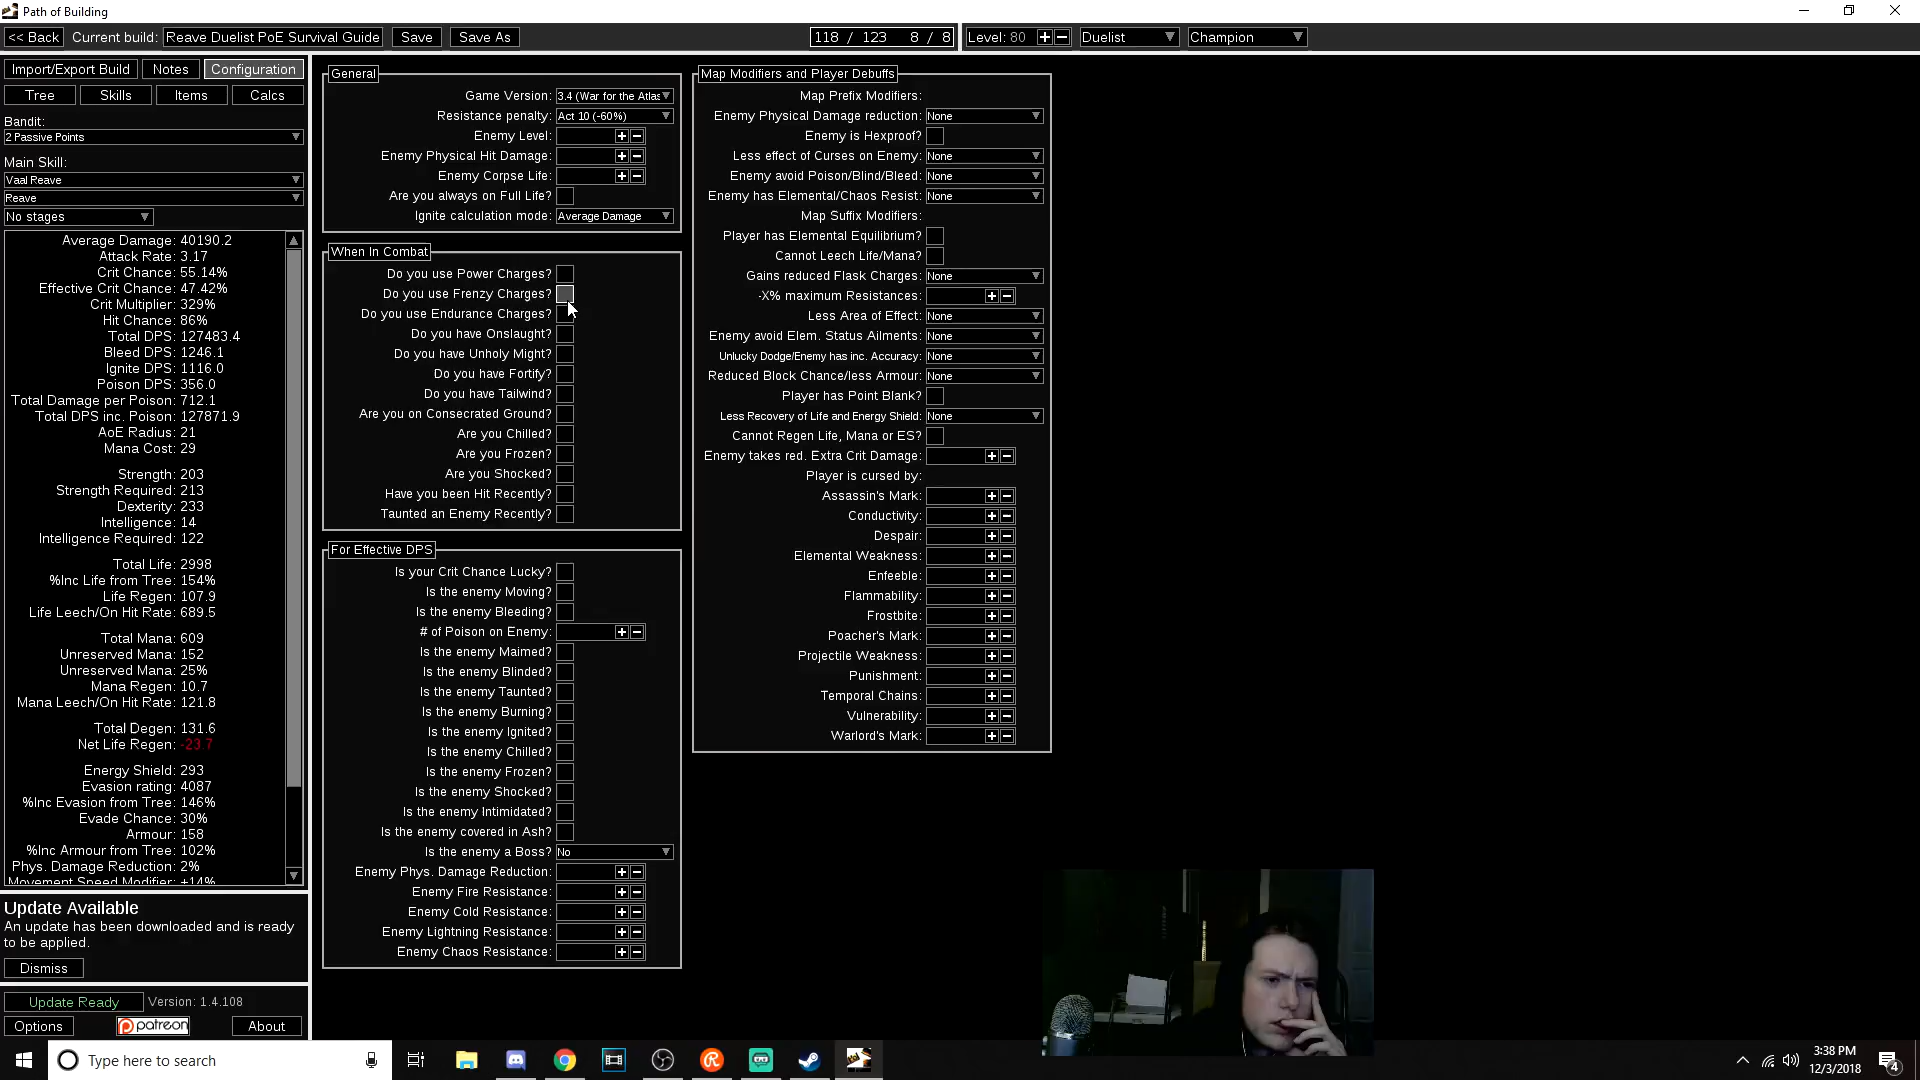 Path of Building
<< Back Current build: Reave Duelist PoE Survival Guide Save Save As 118 / 123 8 / 8 Level: 80 Duelist Champion
Import/Export Build Notes Configuration
Tree Skills Items Calcs
Bandit:
2 Passive Points
Main Skill:
Vaal Reave
Reave
No stages
Average Damage: 40190.2
Attack Rate: 3.17
Crit Chance: 55.14%
Effective Crit Chance: 47.42%
Crit Multiplier: 329%
Hit Chance: 86%
Total DPS: 127483.4
Bleed DPS: 1246.1
Ignite DPS: 1116.0
Poison DPS: 356.0
Total Damage per Poison: 712.1
Total DPS inc. Poison: 127871.9
AoE Radius: 21
Mana Cost: 29
Strength: 203
Strength Required: 213
Dexterity: 233
Intelligence: 14
Intelligence Required: 122
Total Life: 2998
%Inc Life from Tree: 154%
Life Regen: 107.9
Life Leech/On Hit Rate: 689.5
Total Mana: 609
Unreserved Mana: 152
Unreserved Mana: 25%
Mana Regen: 10.7
Mana Leech/On Hit Rate: 121.8
Total Degen: 131.6
Net Life Regen: -23.7
Energy Shield: 293
Evasion rating: 4087
%Inc Evasion from Tree: 146%
Evade Chance: 30%
Armour: 158
%Inc Armour from Tree: 102%
Phys. Damage Reduction: 2%
Movement Speed Modifier: +14%
Update Available
An update has been downloaded and is ready
to be applied.
Dismiss
Update Ready Version: 1.4.108
Options patreon About
General
Game Version: 3.4 (War for the Atlas
Resistance penalty: Act 10 (-60%)
Enemy Level:
Enemy Physical Hit Damage:
Enemy Corpse Life:
Are you always on Full Life?
Ignite calculation mode: Average Damage
When In Combat
Do you use Power Charges?
Do you use Frenzy Charges?
Do you use Endurance Charges?
Do you have Onslaught?
Do you have Unholy Might?
Do you have Fortify?
Do you have Tailwind?
Are you on Consecrated Ground?
Are you Chilled?
Are you Frozen?
Are you Shocked?
Have you been Hit Recently?
Taunted an Enemy Recently?
For Effective DPS
Is your Crit Chance Lucky?
Is the enemy Moving?
Is the enemy Bleeding?
# of Poison on Enemy:
Is the enemy Maimed?
Is the enemy Blinded?
Is the enemy Taunted?
Is the enemy Burning?
Is the enemy Ignited?
Is the enemy Chilled?
Is the enemy Frozen?
Is the enemy Shocked?
Is the enemy Intimidated?
Is the enemy covered in Ash?
Is the enemy a Boss? No
Enemy Phys. Damage Reduction:
Enemy Fire Resistance:
Enemy Cold Resistance:
Enemy Lightning Resistance:
Enemy Chaos Resistance:
Map Modifiers and Player Debuffs
Map Prefix Modifiers:
Enemy Physical Damage reduction: None
Enemy is Hexproof?
Less effect of Curses on Enemy: None
Enemy avoid Poison/Blind/Bleed: None
Enemy has Elemental/Chaos Resist: None
Map Suffix Modifiers:
Player has Elemental Equilibrium?
Cannot Leech Life/Mana?
Gains reduced Flask Charges: None
-X% maximum Resistances:
Less Area of Effect: None
Enemy avoid Elem. Status Ailments: None
Unlucky Dodge/Enemy has inc. Accuracy: None
Reduced Block Chance/less Armour: None
Player has Point Blank?
Less Recovery of Life and Energy Shield: None
Cannot Regen Life, Mana or ES?
Enemy takes red. Extra Crit Damage:
Player is cursed by:
Assassin's Mark:
Conductivity:
Despair:
Elemental Weakness:
Enfeeble:
Flammability:
Frostbite:
Poacher's Mark:
Projectile Weakness:
Punishment:
Temporal Chains:
Vulnerability:
Warlord's Mark:
Type here to search
3:38 PM
12/3/2018
4